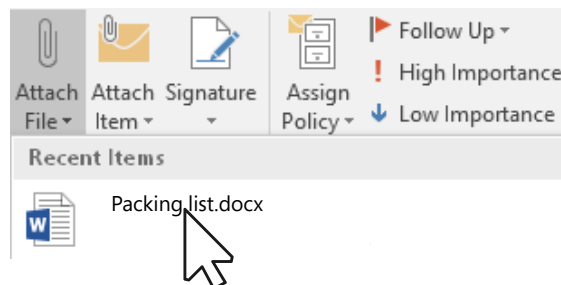 Attach File
Attach Item
Signature
Assign Policy
Follow Up
High Importance
Low Importance
Recent Items
W
Packing list.docx